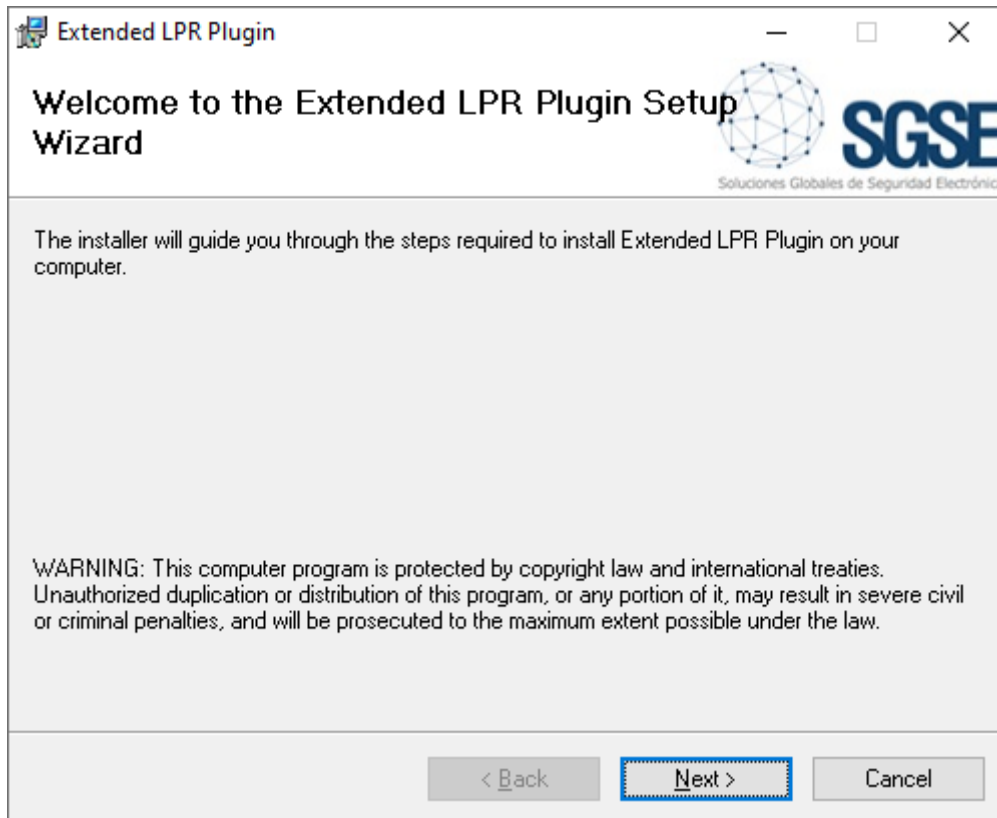 Extended LPR Plugin
Welcome to the Extended LPR Plugin Setup
Wizard
SGSE
Soluciones Globales de Seguridad Electrónic
The installer will guide you through the steps required to install Extended LPR Plugin on your
computer.
WARNING: This computer program is protected by copyright law and international treaties.
Unauthorized duplication or distribution of this program, or any portion of it, may result in severe civil
or criminal penalties, and will be prosecuted to the maximum extent possible under the law.
< Back
Next >
Cancel